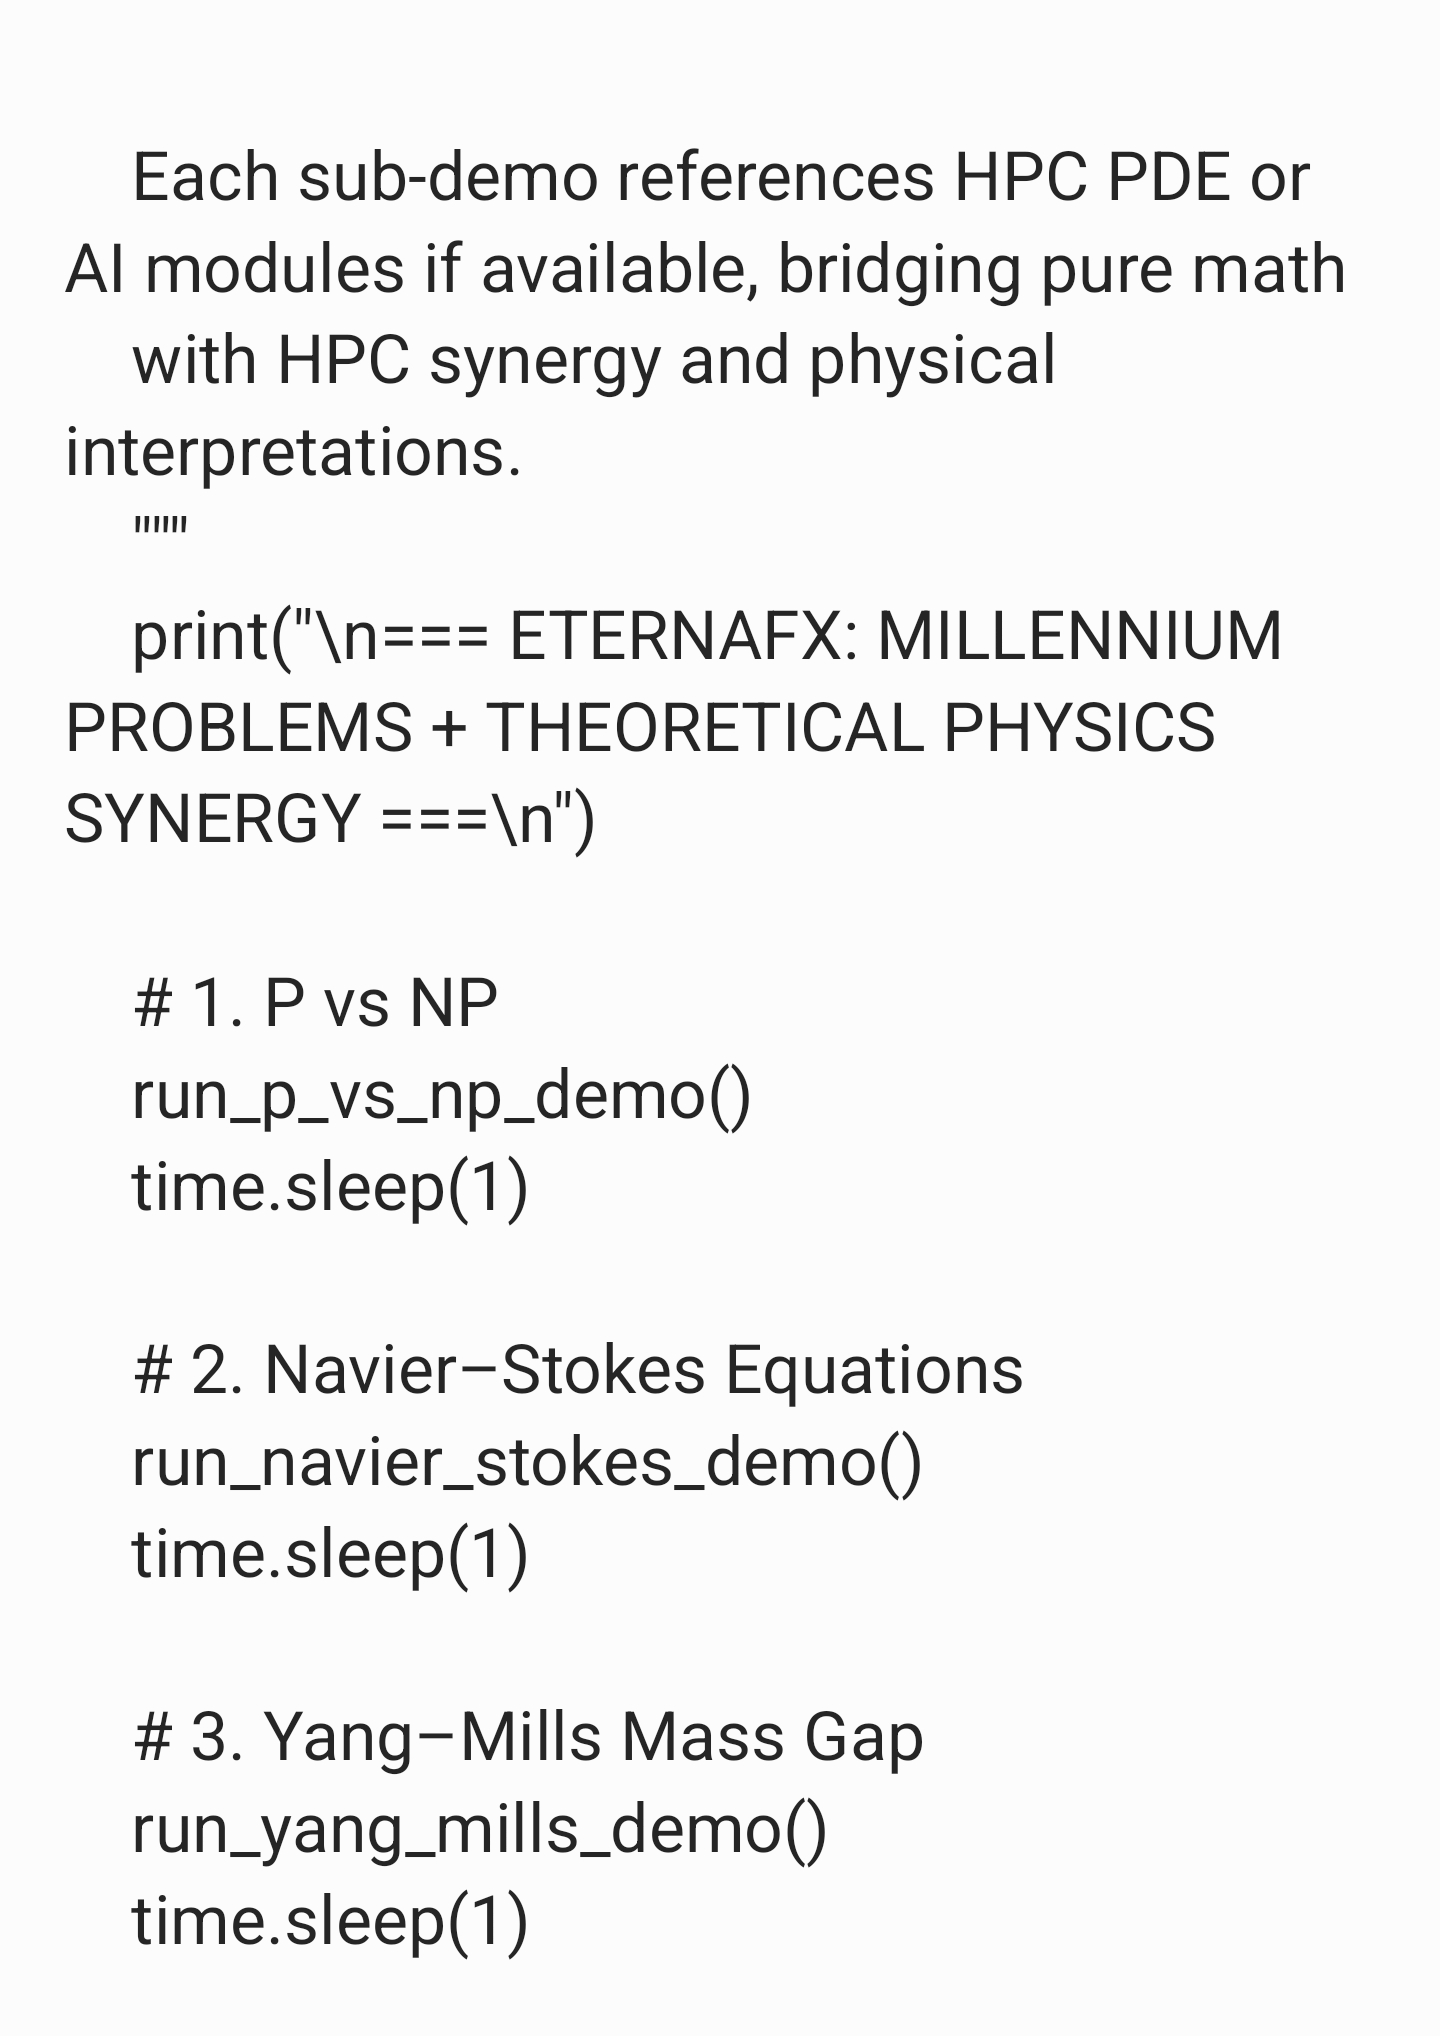 Each sub-demo references HPC PDE or
AI modules if available, bridging pure math
with HPC synergy and physical
interpretations.
"""
print("\n=== ETERNAFX: MILLENNIUM
PROBLEMS + THEORETICAL PHYSICS
SYNERGY ===\n")
# 1. P vs NP
run_p_vs_np_demo()
time.sleep(1)
# 2. Navier–Stokes Equations
run_navier_stokes_demo()
time.sleep(1)
# 3. Yang–Mills Mass Gap
run_yang_mills_demo()
time.sleep(1)